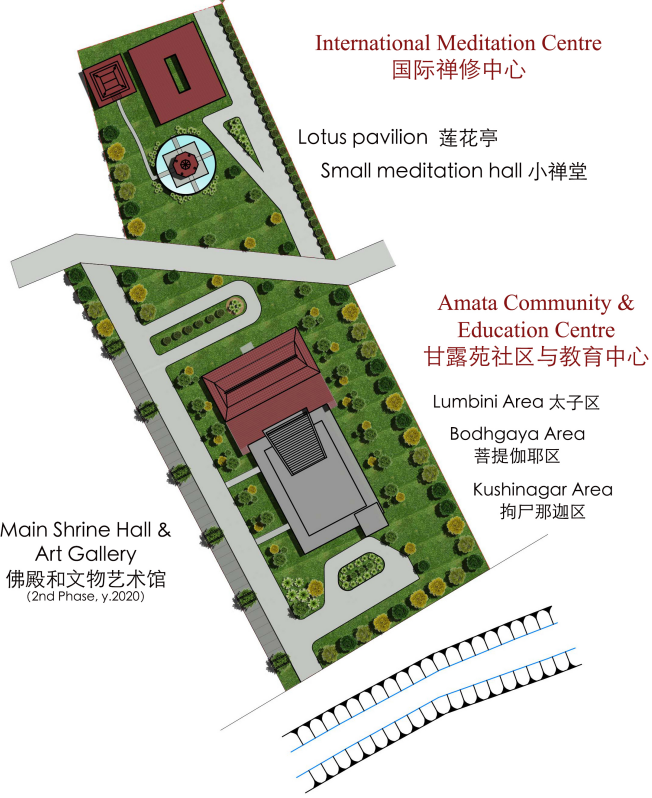 International Meditation Centre
国际禅修中心
Lotus pavilion 莲花亭
Small meditation hall 小禅堂
Amata Community &
Education Centre
甘露苑社区与教育中心
Lumbini Area 太子区
Bodhgaya Area
菩提伽耶区
Kushinagar Area
拘尸那迦区
Main Shrine Hall &
Art Gallery
佛殿和文物艺术馆
(2nd Phase, y.2020)